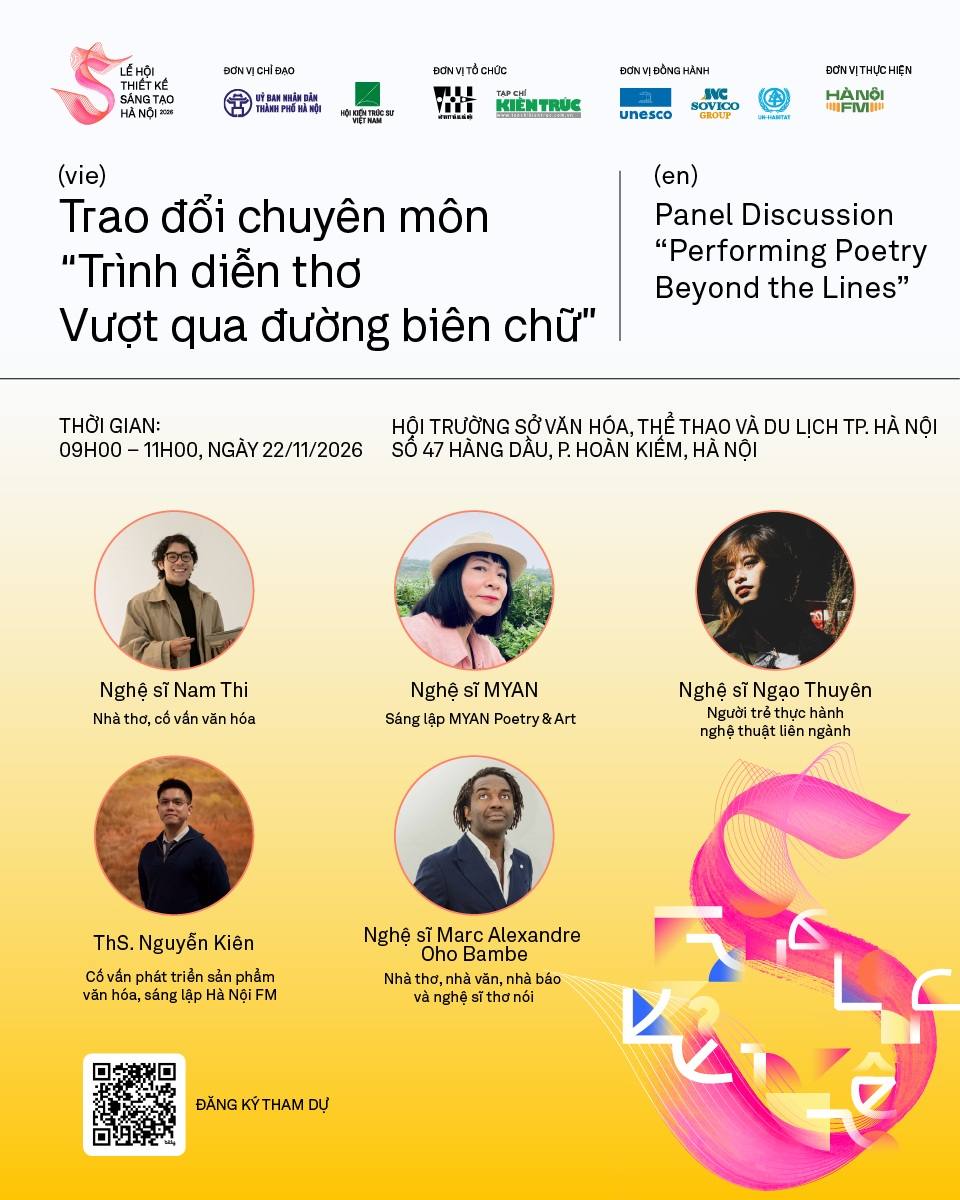 LỄ HỘI
THIẾT KẾ
SÁNG TẠO
HÀ NỘI 2026
ĐƠN VỊ CHỈ ĐẠO
ỦY BAN NHÂN DÂN
THÀNH PHỐ HÀ NỘI
HỘI KIẾN TRÚC SƯ
VIỆT NAM
ĐƠN VỊ TỔ CHỨC
TẠP CHÍ
KIẾN TRÚC
www.tapchikientruc.com.vn
ĐƠN VỊ ĐỒNG HÀNH
unesco
SVC
SOVICO
GROUP
UN-HABITAT
ĐƠN VỊ THỰC HIỆN
HÀNỘI
FM
(vie)
Trao đổi chuyên môn
“Trình diễn thơ
Vượt qua đường biên chữ”
(en)
Panel Discussion
“Performing Poetry
Beyond the Lines”
THỜI GIAN:
09H00 – 11H00, NGÀY 22/11/2026
HỘI TRƯỜNG SỞ VĂN HÓA, THỂ THAO VÀ DU LỊCH TP. HÀ NỘI
SỐ 47 HÀNG DẦU, P. HOÀN KIẾM, HÀ NỘI
Nghệ sĩ Nam Thi
Nhà thơ, cố vấn văn hóa
Nghệ sĩ MYAN
Sáng lập MYAN Poetry & Art
Nghệ sĩ Ngạo Thuyên
Người trẻ thực hành
nghệ thuật liên ngành
ThS. Nguyễn Kiên
Cố vấn phát triển sản phẩm
văn hóa, sáng lập Hà Nội FM
Nghệ sĩ Marc Alexandre
Oho Bambe
Nhà thơ, nhà văn, nhà báo
và nghệ sĩ thơ nói
ĐĂNG KÝ THAM DỰ